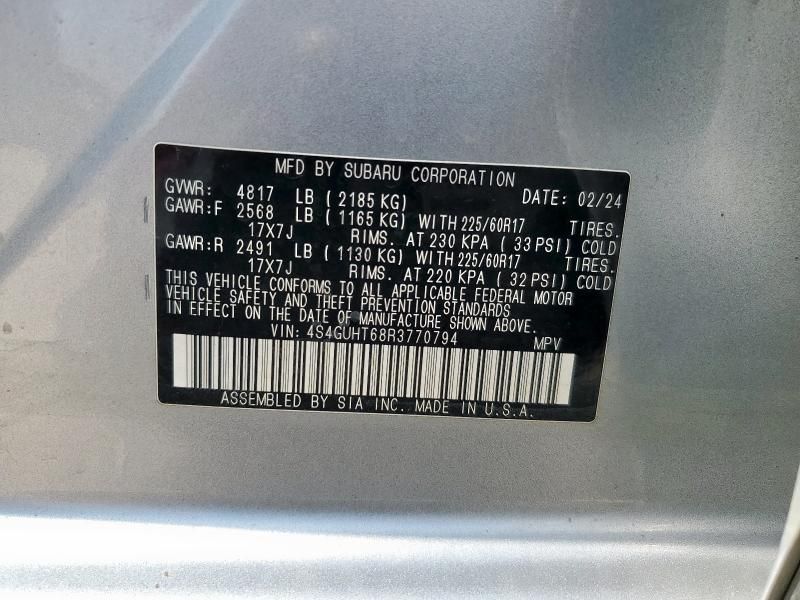 MFD BY SUBARU CORPORATION
GVWR: 4817 LB ( 2185 KG) DATE: 02/24
GAWR:F 2568 LB ( 1165 KG) WITH 225/60R17 TIRES.
17X7J RIMS. AT 230 KPA ( 33 PSI) COLD
GAWR:R 2491 LB ( 1130 KG) WITH 225/60R17 TIRES.
17X7J RIMS. AT 220 KPA ( 32 PSI) COLD
THIS VEHICLE CONFORMS TO ALL APPLICABLE FEDERAL MOTOR
VEHICLE SAFETY AND THEFT PREVENTION STANDARDS
IN EFFECT ON THE DATE OF MANUFACTURE SHOWN ABOVE.
VIN: 4S4GUHT68R3770794 MPV
ASSEMBLED BY SIA INC. MADE IN U.S.A.